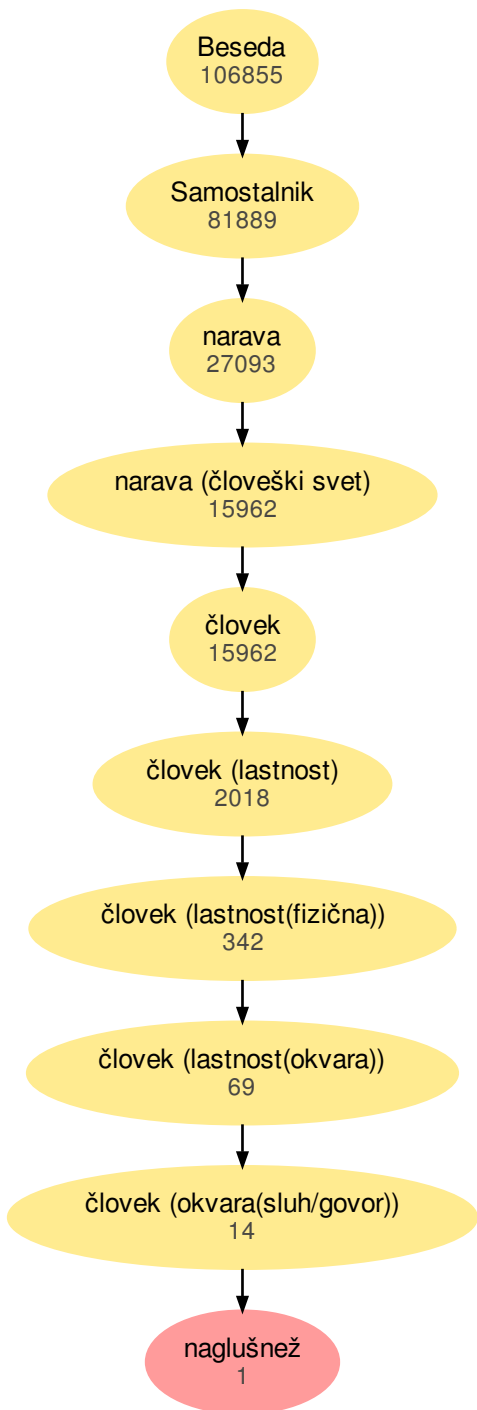 Beseda
106855
Samostalnik
81889
narava
27093
narava (človeški svet)
15962
človek
15962
človek (lastnost)
2018
človek (lastnost(fizična))
342
človek (lastnost(okvara))
69
človek (okvara(sluh/govor))
14
naglušnež
1